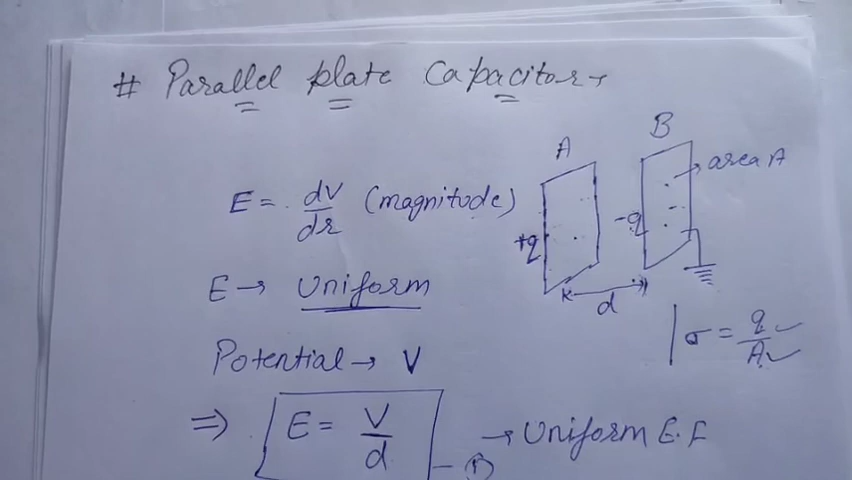 # Parallel plate Capacitor→
A
B
area A
E = dV/dr (magnitude)
+q
-q
d
E → Uniform
σ = q/A
Potential → V
⇒ E = V/d
→ Uniform E.F